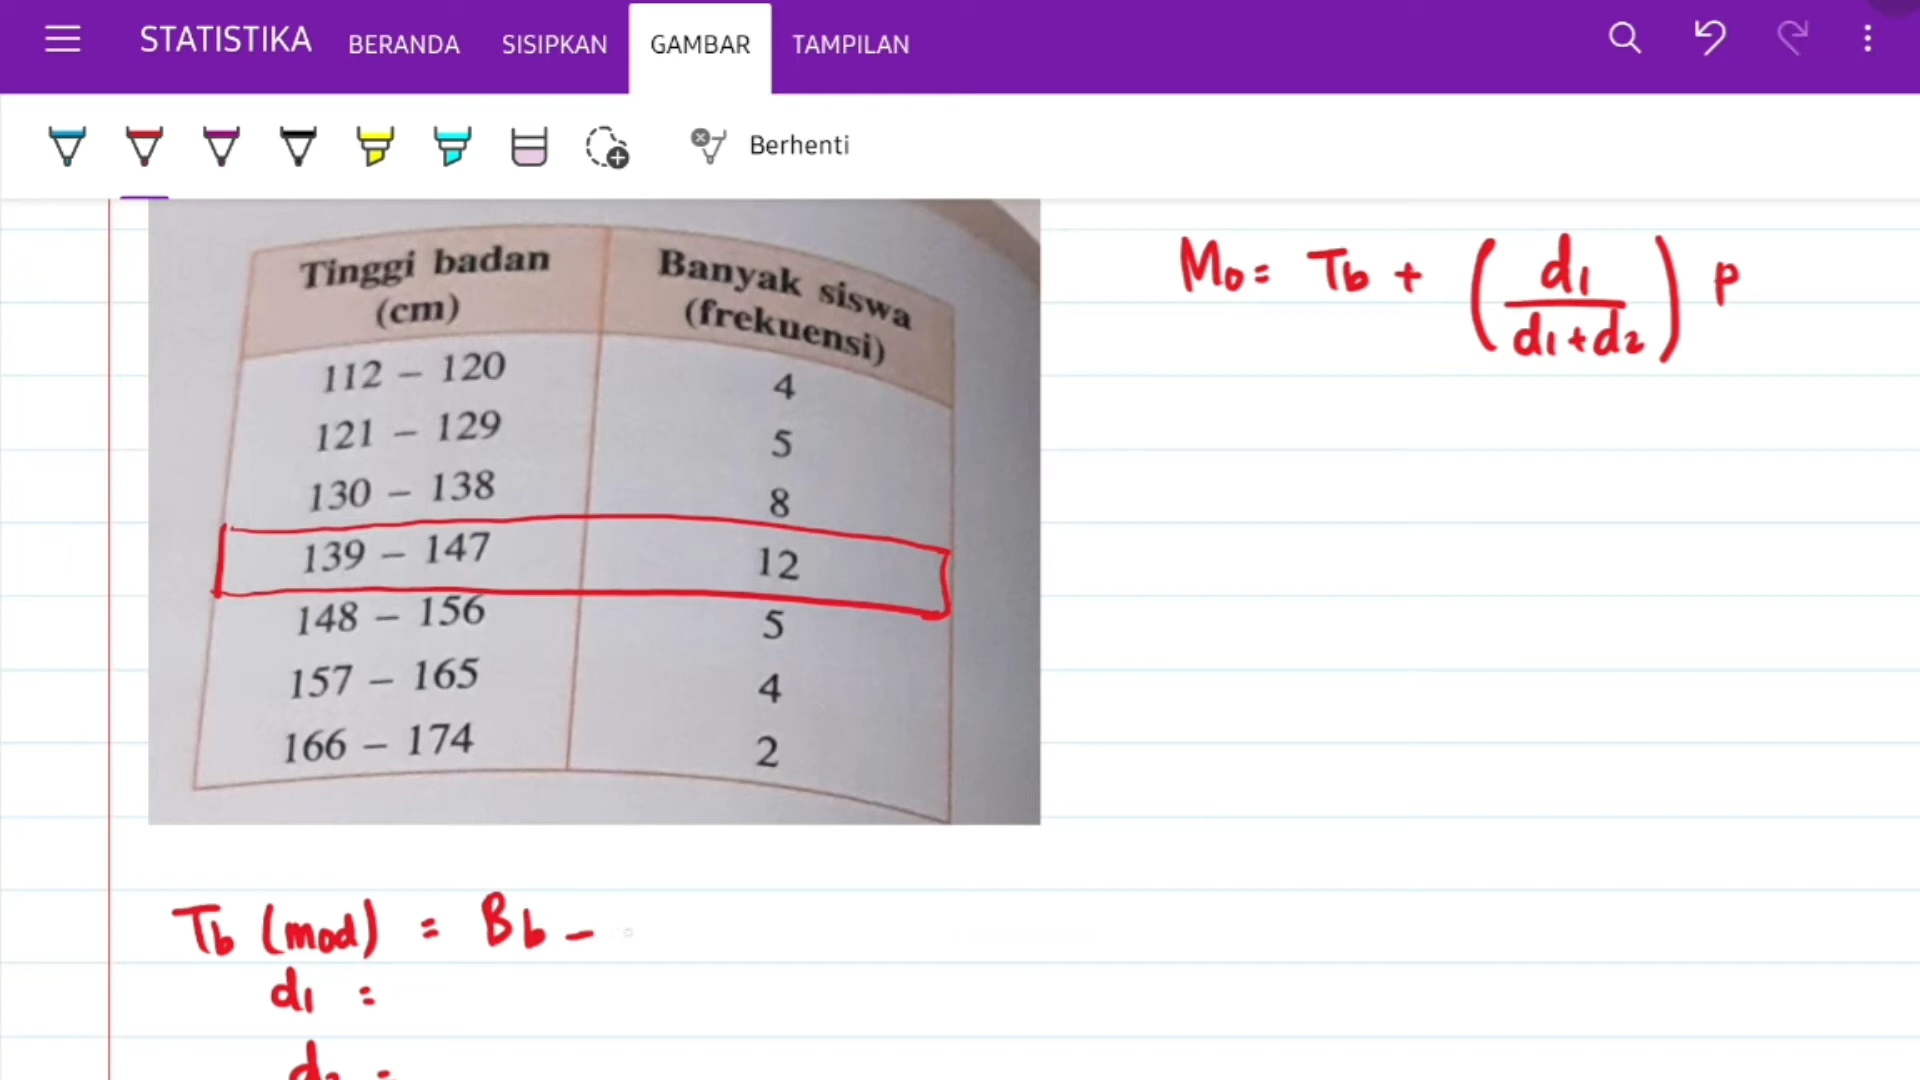 STATISTIKA BERANDA SISIPKAN GAMBAR TAMPILAN
Berhenti
Tinggi badan (cm) Banyak siswa (frekuensi)
112 – 120 4
121 – 129 5
130 – 138 8
139 – 147 12
148 – 156 5
157 – 165 4
166 – 174 2
Mo = Tb + (d1 / d1+d2) p
Tb (mod) = Bb –
d1 =
d2 =